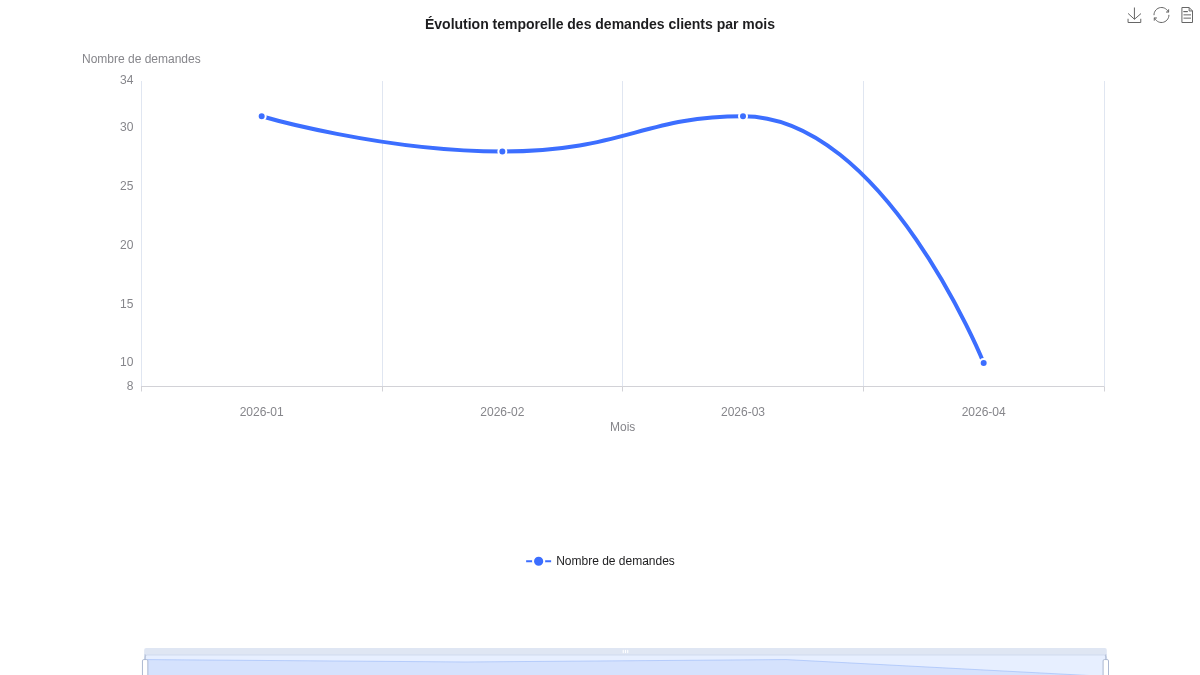 Évolution temporelle des demandes clients par mois
Nombre de demandes
34
30
25
20
15
10
8
2026-01
2026-02
2026-03
2026-04
Mois
Nombre de demandes